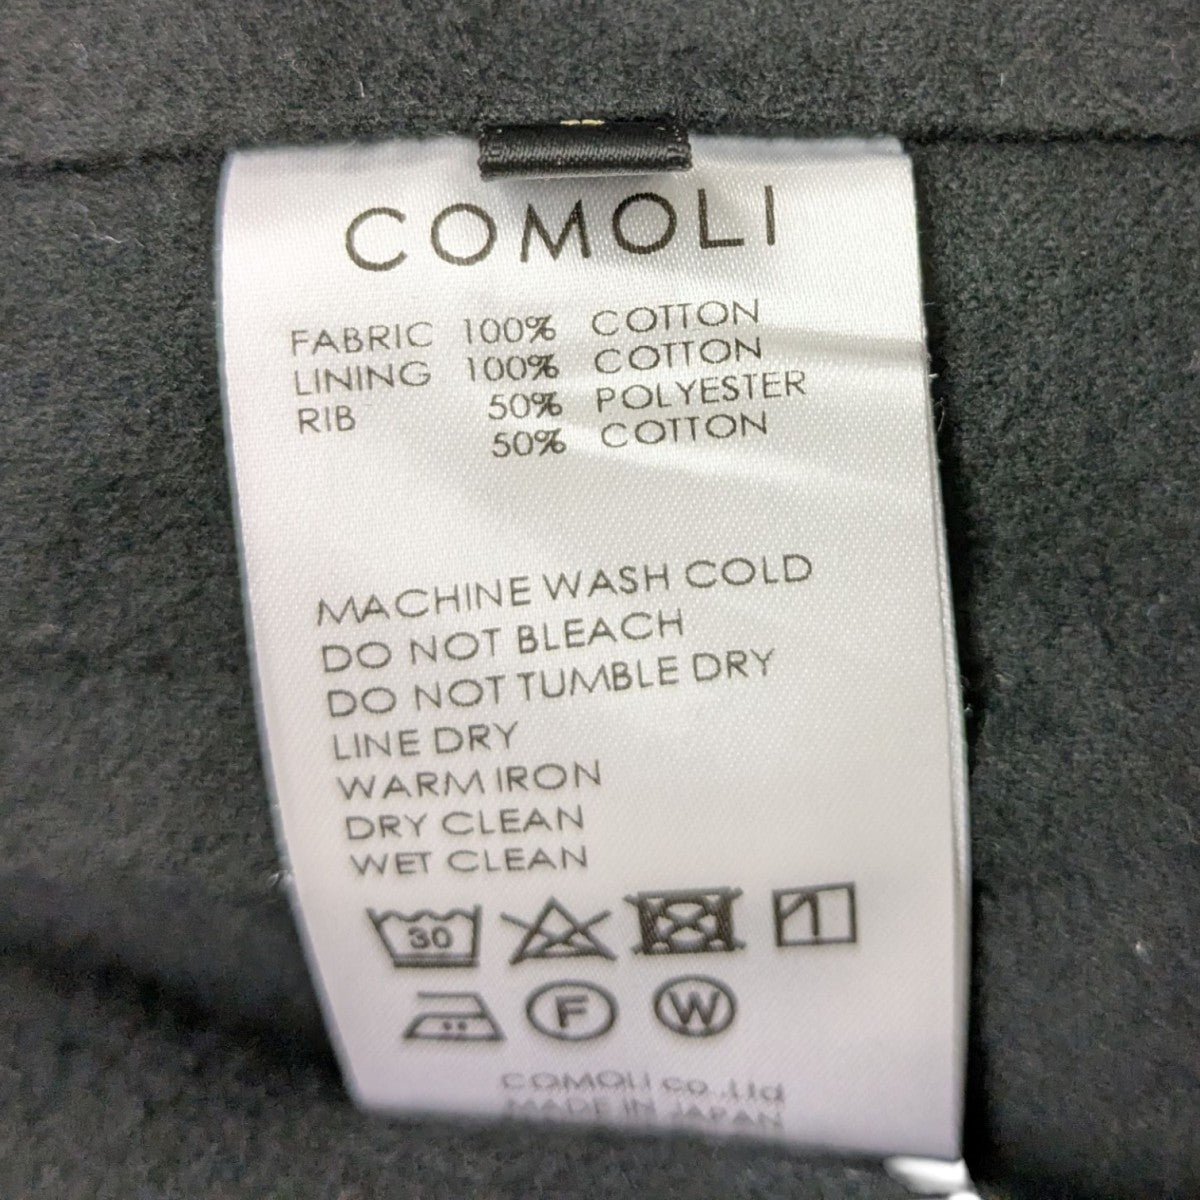 COMOLI
FABRIC 100% COTTON
LINING 100% COTTON
RIB 50% POLYESTER
50% COTTON
MACHINE WASH COLD
DO NOT BLEACH
DO NOT TUMBLE DRY
LINE DRY
WARM IRON
DRY CLEAN
WET CLEAN
30
F W
COMOLI co.,Ltd
MADE IN JAPAN